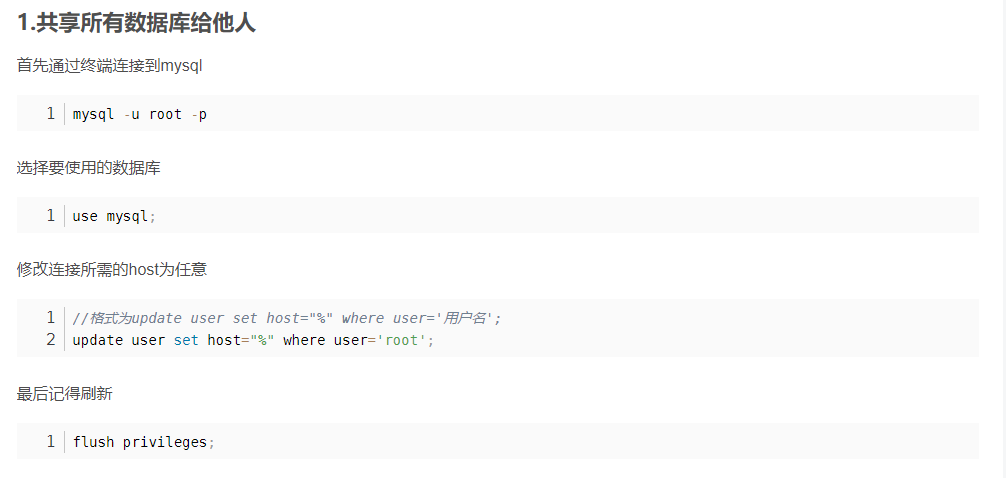 1.共享所有数据库给他人
首先通过终端连接到mysql
1 mysql -u root -p
选择要使用的数据库
1 use mysql;
修改连接所需的host为任意
1 //格式为update user set host="%" where user='用户名';
2 update user set host="%" where user='root';
最后记得刷新
1 flush privileges;